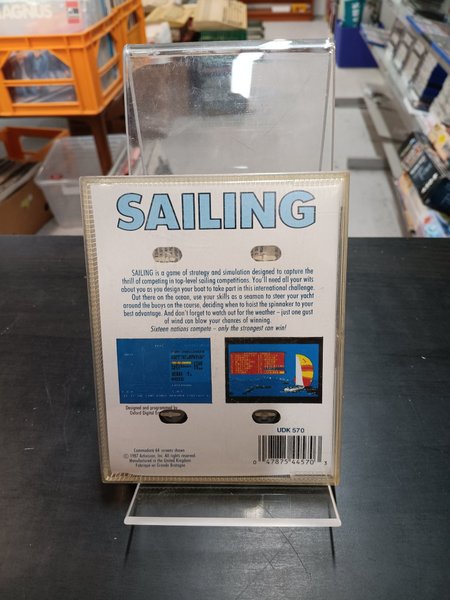 AGNUS
SAILING
SAILING is a game of strategy and simulation designed to capture the
thrill of competing in top-level sailing competitions. You'll need all your wits
about you as you design your boat to take part in this international challenge.
Out there on the ocean, use your skills as a seaman to steer your yacht
around the buoys on the course, deciding when to hoist the spinnaker to your
best advantage. And don't forget to watch out for the weather – just one gust
of wind can blow your chances of winning.
Sixteen nations compete – only the strongest can win!
Designed and programmed by
Oxford Digital
UDK 570
Commodore 64 screens shown
© 1987 Activision, Inc. All rights reserved.
Manufactured in the United Kingdom
Fabriqué en Grande Bretagne
0 47875 44570 3